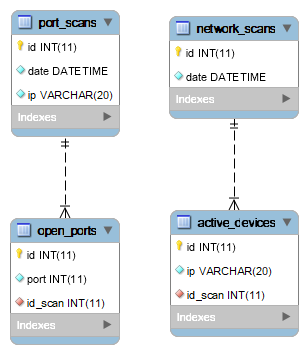 port_scans
id INT(11)
date DATETIME
ip VARCHAR(20)
Indexes
network_scans
id INT(11)
date DATETIME
Indexes
open_ports
id INT(11)
port INT(11)
id_scan INT(11)
Indexes
active_devices
id INT(11)
ip VARCHAR(20)
id_scan INT(11)
Indexes